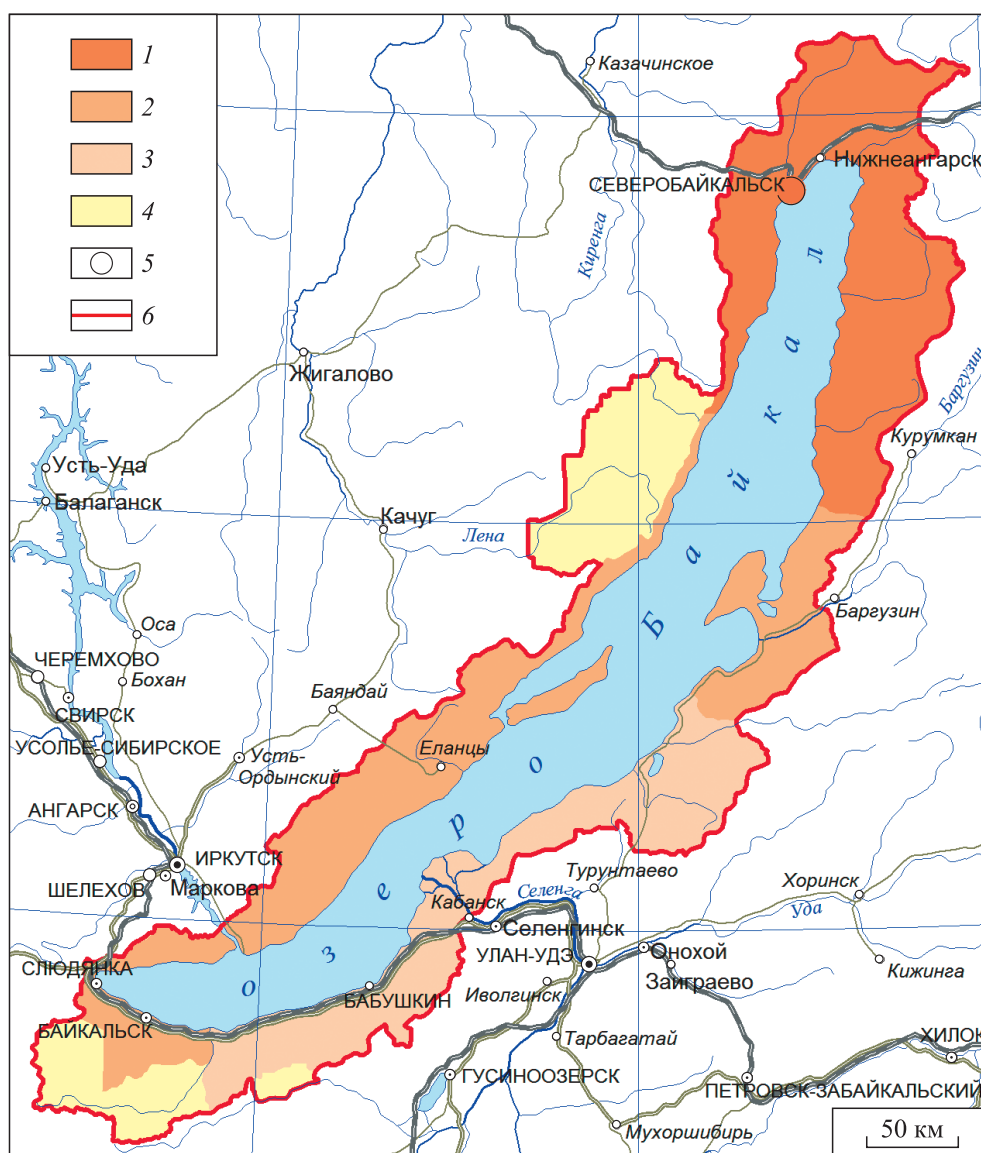 1
2
3
4
5
6
Казачинское
Нижнеангарск
СЕВЕРОБАЙКАЛЬСК
Киренга
Жигалово
Баргузин
Курумкан
Усть-Уда
Балаганск
Качуг
Лена
Баргузин
Оса
ЧЕРЕМХОВО
Бохан
Баяндай
СВИРСК
УСОЛЬЕ-СИБИРСКОЕ
Усть-
Ордынский
Еланцы
АНГАРСК
ИРКУТСК
ШЕЛЕХОВ
Маркова
Турунтаево
Хоринск
Селенга
Уда
Кабанск
Селенгинск
СЛЮДЯНКА
УЛАН-УДЭ
Онохой
Заиграево
Кижинга
БАБУШКИН
Иволгинск
БАЙКАЛЬСК
Тарбагатай
ХИЛОК
ГУСИНООЗЕРСК
ПЕТРОВСК-ЗАБАЙКАЛЬСКИЙ
Мухоршибирь
50 км
озеро Байкал